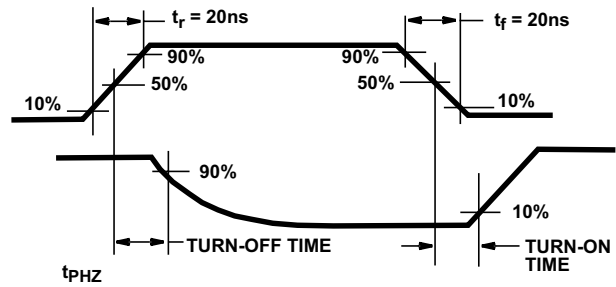 tr = 20ns
tf = 20ns
90%
90%
50%
50%
10%
10%
90%
10%
TURN-OFF TIME
TURN-ON
TIME
tPHZ